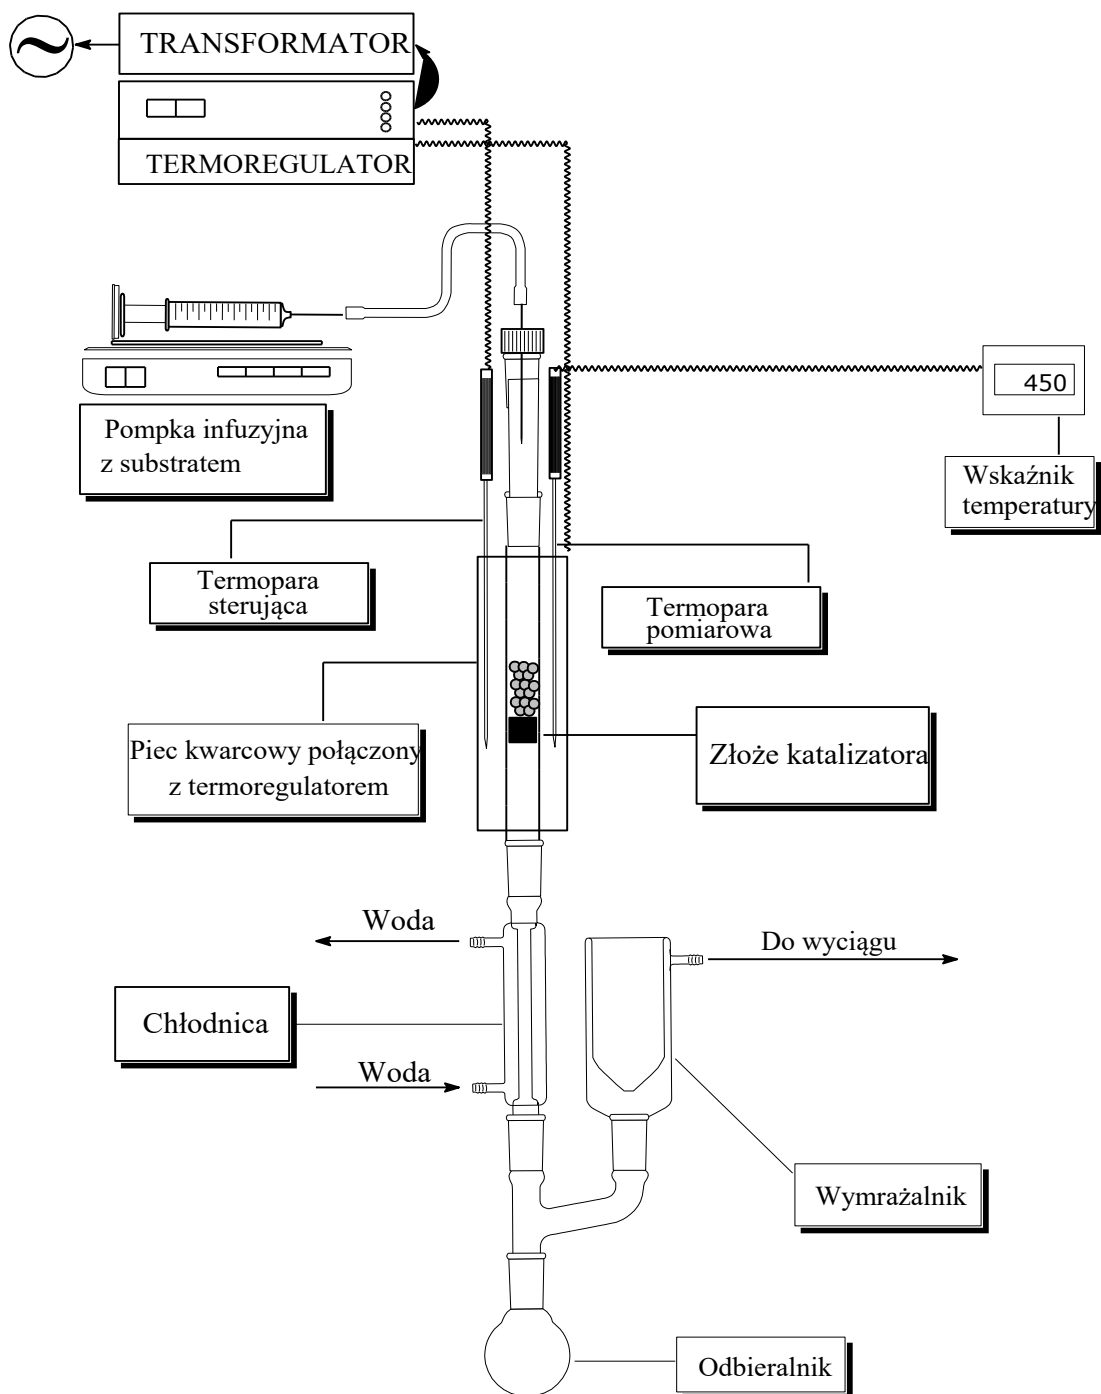 TRANSFORMATOR
TERMOREGULATOR
450
Pompka infuzyjna
z substratem
Wskaźnik
temperatury
Termopara
sterująca
Termopara
pomiarowa
Piec kwarcowy połączony
z termoregulatorem
Złoże katalizatora
Woda
Do wyciągu
Chłodnica
Woda
Wymrażalnik
Odbieralnik